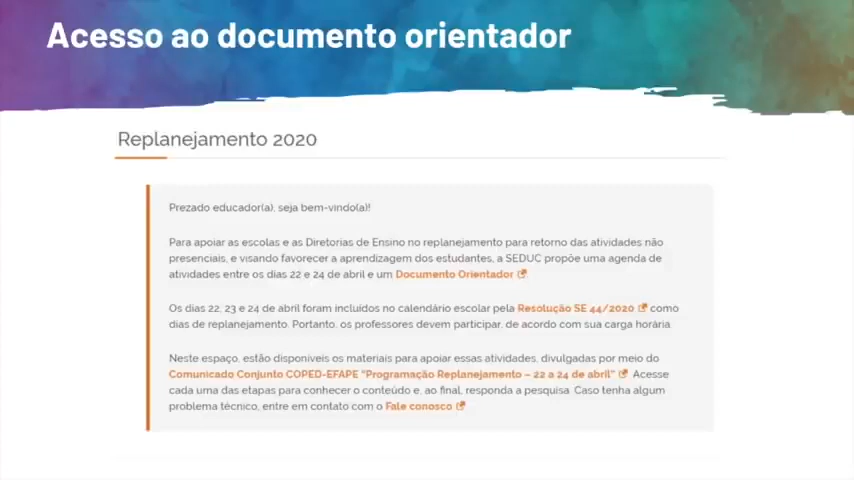 Acesso ao documento orientador
Replanejamento 2020
Prezado educador(a), seja bem-vindo(a)!
Para apoiar as escolas e as Diretorias de Ensino no replanejamento para retorno das atividades não
presenciais, e visando favorecer a aprendizagem dos estudantes, a SEDUC propõe uma agenda de
atividades entre os dias 22 e 24 de abril e um Documento Orientador
Os dias 22, 23 e 24 de abril foram incluídos no calendário escolar pela Resolução SE 44/2020 como
dias de replanejamento. Portanto, os professores devem participar, de acordo com sua carga horária.
Neste espaço, estão disponíveis os materiais para apoiar essas atividades, divulgadas por meio do
Comunicado Conjunto COPED-EFAPE "Programação Replanejamento – 22 a 24 de abril" . Acesse
cada uma das etapas para conhecer o conteúdo e, ao final, responda a pesquisa. Caso tenha algum
problema técnico, entre em contato com o Fale conosco